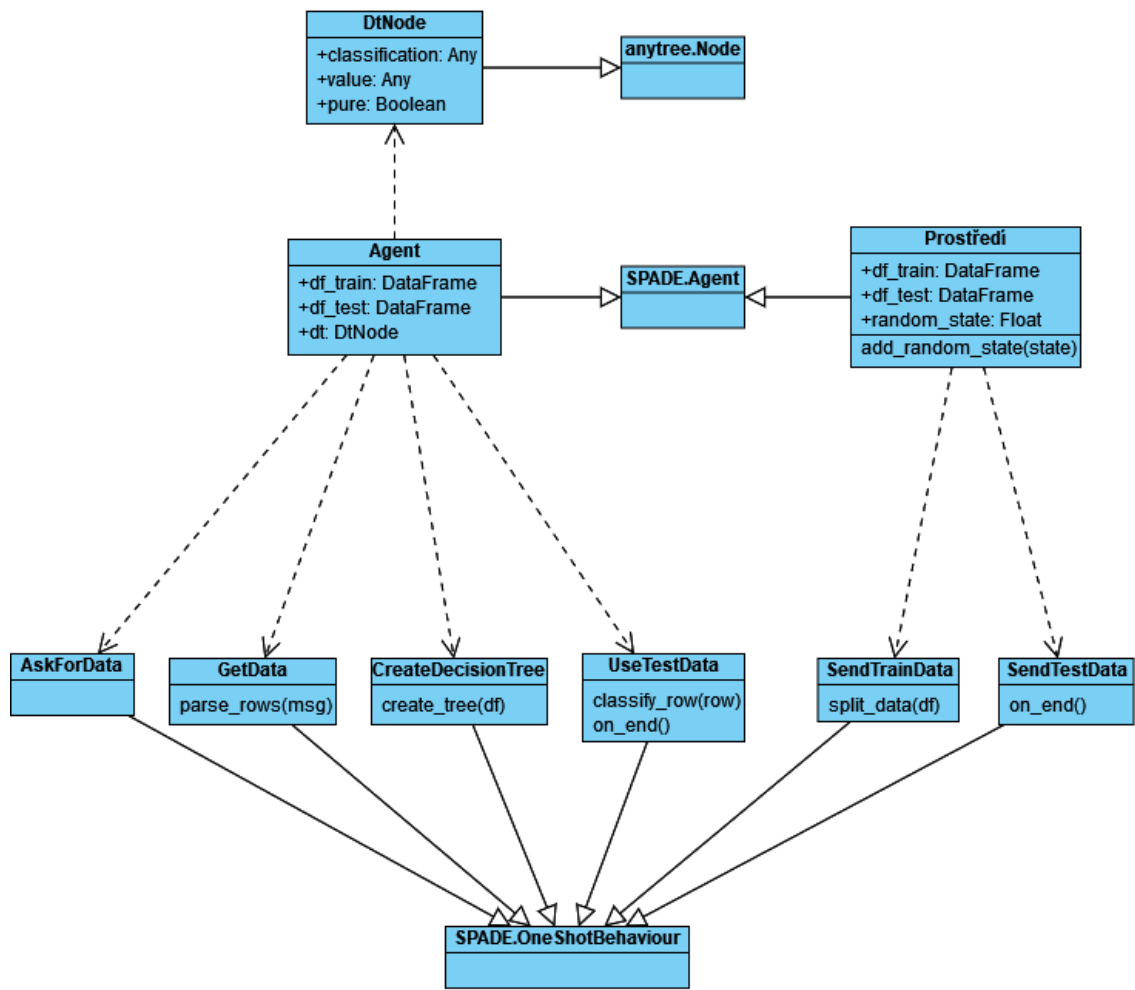 DtNode
+classification: Any
+value: Any
+pure: Boolean
anytree.Node
Agent
+df_train: DataFrame
+df_test: DataFrame
+dt: DtNode
SPADE.Agent
Prostředí
+df_train: DataFrame
+df_test: DataFrame
+random_state: Float
add_random_state(state)
AskForData
GetData
parse_rows(msg)
CreateDecisionTree
create_tree(df)
UseTestData
classify_row(row)
on_end()
SendTrainData
split_data(df)
SendTestData
on_end()
SPADE.OneShotBehaviour